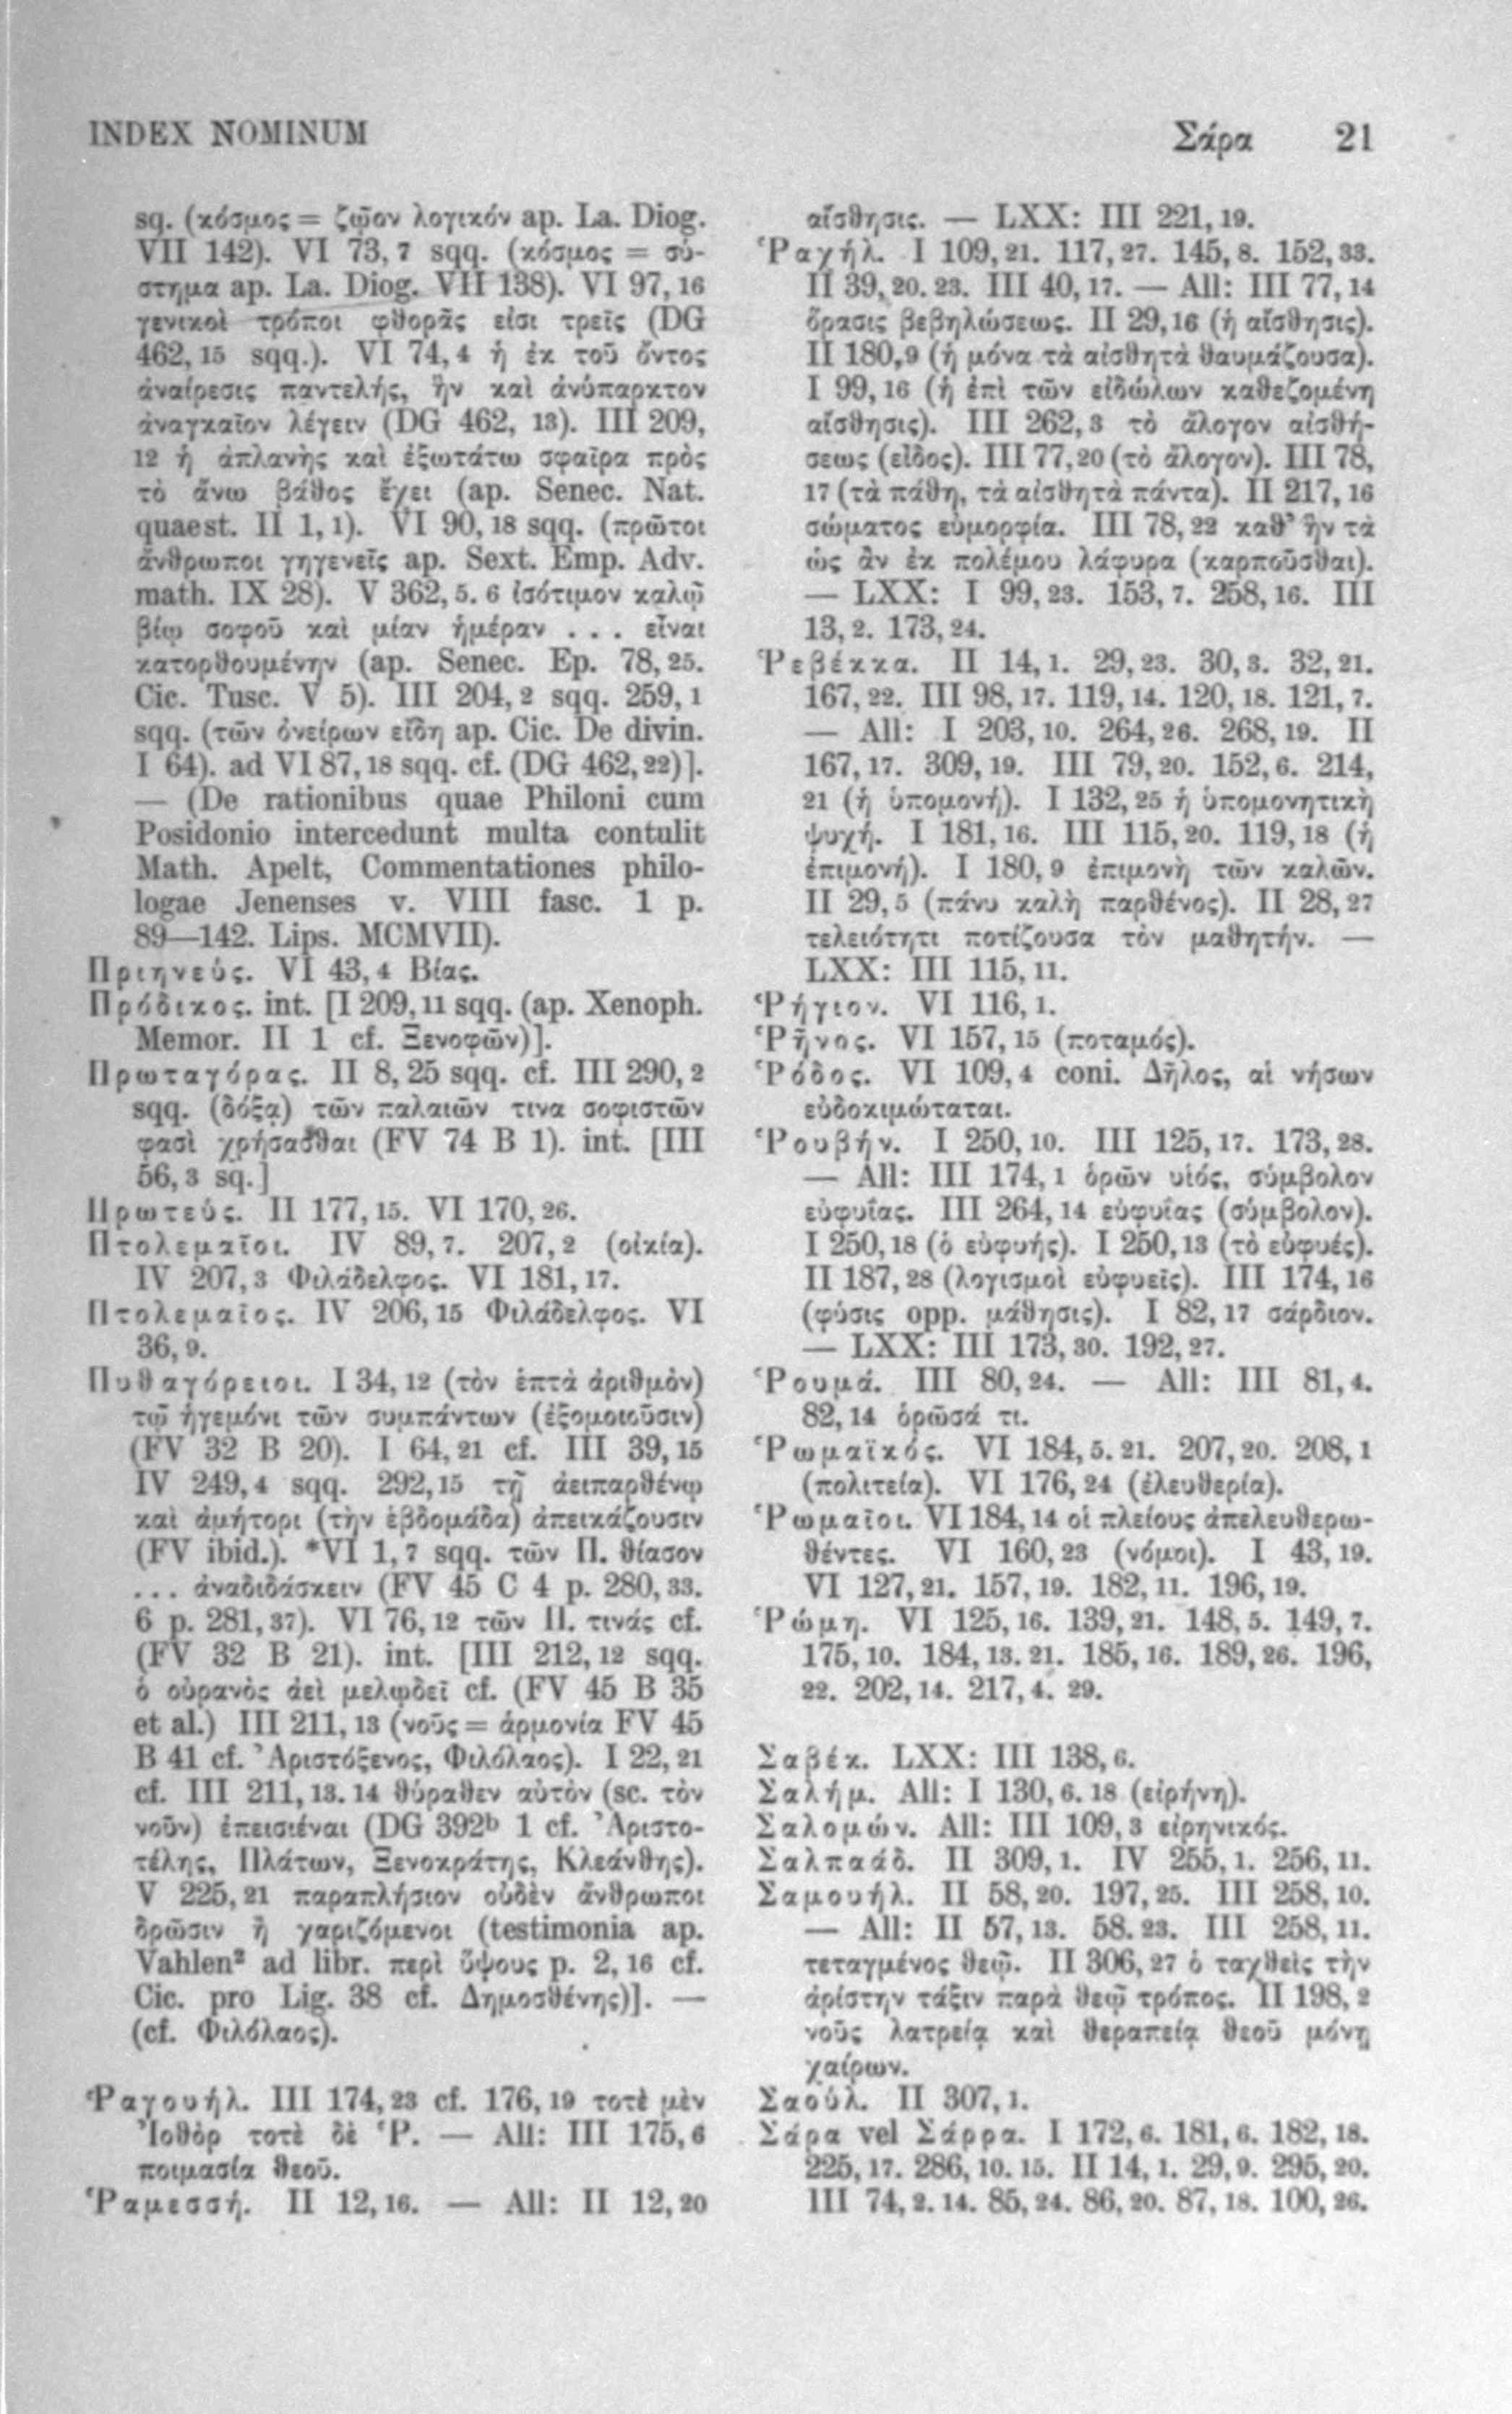 INDEX NOMINUM
Σάρα 21
sq. (κόσμος = ζῷον λογικόν ap. La. Diog.
VII 142). VI 73, 7 sqq. (κόσμος = σύ-
στημα ap. La. Diog. VII 138). VI 97, 16
γενικοὶ τρόποι φθορᾶς εἰσι τρεῖς (DG
462, 15 sqq.). VI 74, 4 ἡ ἐκ τοῦ ὄντος
ἀναίρεσις παντελής, ἣν καὶ ἀνύπαρκτον
ἀναγκαῖον λέγειν (DG 462, 13). III 209,
12 ἡ ἀπλανὴς καὶ ἐξωτάτω σφαῖρα πρὸς
τὸ ἄνω βάθος ἔχει (ap. Senec. Nat.
quaest. II 1, 1). VI 90, 18 sqq. (πρῶτοι
ἄνθρωποι γηγενεῖς ap. Sext. Emp. Adv.
math. IX 28). V 362, 5. 6 ἰσότιμον καλῷ
βίῳ σοφοῦ καὶ μίαν ἡμέραν . . . εἶναι
κατορθουμένην (ap. Senec. Ep. 78, 25.
Cic. Tusc. V 5). III 204, 2 sqq. 259, 1
sqq. (τῶν ὀνείρων εἴδη ap. Cic. De divin.
I 64). ad VI 87, 18 sqq. cf. (DG 462, 22)].
— (De rationibus quae Philoni cum
Posidonio intercedunt multa contulit
Math. Apelt, Commentationes philo-
logae Jenenses v. VIII fasc. 1 p.
89—142. Lips. MCMVII).
Πριηνεύς. VI 43, 4 Βίας.
Πρόδικος. int. [I 209, 11 sqq. (ap. Xenoph.
Memor. II 1 cf. Ξενοφῶν)].
Πρωταγόρας. II 8, 25 sqq. cf. III 290, 2
sqq. (δόξᾳ) τῶν παλαιῶν τινα σοφιστῶν
φασὶ χρήσασθαι (FV 74 B 1). int. [III
56, 3 sq.]
Πρωτεύς. II 177, 15. VI 170, 26.
Πτολεμαῖοι. IV 89, 7. 207, 2 (οἰκία).
IV 207, 3 Φιλάδελφος. VI 181, 17.
Πτολεμαῖος. IV 206, 15 Φιλάδελφος. VI
36, 9.
Πυθαγόρειοι. I 34, 12 (τὸν ἑπτὰ ἀριθμὸν)
τῷ ἡγεμόνι τῶν συμπάντων (ἐξομοιοῦσιν)
(FV 32 B 20). I 64, 21 cf. III 39, 15
IV 249, 4 sqq. 292, 15 τῇ ἀειπαρθένῳ
καὶ ἀμήτορι (τὴν ἑβδομάδα) ἀπεικάζουσιν
(FV ibid.). *VI 1, 7 sqq. τῶν Π. θίασον
. . . ἀναδιδάσκειν (FV 45 C 4 p. 280, 33.
6 p. 281, 37). VI 76, 12 τῶν Π. τινάς cf.
(FV 32 B 21). int. [III 212, 12 sqq.
ὁ οὐρανὸς ἀεὶ μελῳδεῖ cf. (FV 45 B 35
et al.) III 211, 13 (νοῦς = ἁρμονία FV 45
B 41 cf. Ἀριστόξενος, Φιλόλαος). I 22, 21
cf. III 211, 13. 14 θύραθεν αὐτὸν (sc. τὸν
νοῦν) ἐπεισιέναι (DG 392ᵇ 1 cf. Ἀριστο-
τέλης, Πλάτων, Ξενοκράτης, Κλεάνθης).
V 225, 21 παραπλήσιον οὐδὲν ἄνθρωποι
δρῶσιν ἢ χαριζόμενοι (testimonia ap.
Vahlen² ad libr. περὶ ὕψους p. 2, 16 cf.
Cic. pro Lig. 38 cf. Δημοσθένης)]. —
(cf. Φιλόλαος).
Ῥαγουήλ. III 174, 23 cf. 176, 19 τοτὲ μὲν
Ἰοθὸρ τοτὲ δὲ Ῥ. — All: III 175, 6
ποιμασία θεοῦ.
Ῥαμεσσή. II 12, 16. — All: II 12, 20
αἴσθησις. — LXX: III 221, 19.
Ῥαχήλ. I 109, 21. 117, 27. 145, 8. 152, 33.
II 39, 20. 23. III 40, 17. — All: III 77, 14
ὅρασις βεβηλώσεως. II 29, 16 (ἡ αἴσθησις).
II 180, 9 (ἡ μόνα τὰ αἰσθητὰ θαυμάζουσα).
I 99, 16 (ἡ ἐπὶ τῶν εἰδώλων καθεζομένη
αἴσθησις). III 262, 3 τὸ ἄλογον αἰσθή-
σεως (εἶδος). III 77, 20 (τὸ ἄλογον). III 78,
17 (τὰ πάθη, τὰ αἰσθητὰ πάντα). II 217, 16
σώματος εὐμορφία. III 78, 22 καθ’ ἣν τὰ
ὡς ἂν ἐκ πολέμου λάφυρα (καρποῦσθαι).
— LXX: I 99, 23. 153, 7. 258, 16. III
13, 2. 173, 24.
Ῥεβέκκα. II 14, 1. 29, 23. 30, 3. 32, 21.
167, 22. III 98, 17. 119, 14. 120, 18. 121, 7.
— All: I 203, 10. 264, 26. 268, 19. II
167, 17. 309, 19. III 79, 20. 152, 6. 214,
21 (ἡ ὑπομονή). I 132, 25 ἡ ὑπομονητικὴ
ψυχή. I 181, 16. III 115, 20. 119, 18 (ἡ
ἐπιμονή). I 180, 9 ἐπιμονὴ τῶν καλῶν.
II 29, 5 (πάνυ καλὴ παρθένος). II 28, 27
τελειότητι ποτίζουσα τὸν μαθητήν. —
LXX: III 115, 11.
Ῥήγιον. VI 116, 1.
Ῥῆνος. VI 157, 15 (ποταμός).
Ῥόδος. VI 109, 4 coni. Δῆλος, αἱ νήσων
εὐδοκιμώταται.
Ῥουβήν. I 250, 10. III 125, 17. 173, 28.
— All: III 174, 1 ὁρῶν υἱός, σύμβολον
εὐφυΐας. III 264, 14 εὐφυΐας (σύμβολον).
I 250, 18 (ὁ εὐφυής). I 250, 13 (τὸ εὐφυές).
II 187, 28 (λογισμοὶ εὐφυεῖς). III 174, 16
(φύσις opp. μάθησις). I 82, 17 σάρδιον.
— LXX: III 173, 30. 192, 27.
Ῥουμά. III 80, 24. — All: III 81, 4.
82, 14 ὁρῶσά τι.
Ῥωμαϊκός. VI 184, 5. 21. 207, 20. 208, 1
(πολιτεία). VI 176, 24 (ἐλευθερία).
Ῥωμαῖοι. VI 184, 14 οἱ πλείους ἀπελευθερω-
θέντες. VI 160, 23 (νόμοι). I 43, 19.
VI 127, 21. 157, 19. 182, 11. 196, 19.
Ῥώμη. VI 125, 16. 139, 21. 148, 5. 149, 7.
175, 10. 184, 13. 21. 185, 16. 189, 26. 196,
22. 202, 14. 217, 4. 29.
Σαβέκ. LXX: III 138, 6.
Σαλήμ. All: I 130, 6. 18 (εἰρήνη).
Σαλομών. All: III 109, 3 εἰρηνικός.
Σαλπαάδ. II 309, 1. IV 255, 1. 256, 11.
Σαμουήλ. II 58, 20. 197, 25. III 258, 10.
— All: II 57, 13. 58. 23. III 258, 11.
τεταγμένος θεῷ. II 306, 27 ὁ ταχθεὶς τὴν
ἀρίστην τάξιν παρὰ θεῷ τρόπος. II 198, 2
νοῦς λατρείᾳ καὶ θεραπείᾳ θεοῦ μόνῃ
χαίρων.
Σαούλ. II 307, 1.
Σάρα vel Σάρρα. I 172, 6. 181, 6. 182, 18.
225, 17. 286, 10. 15. II 14, 1. 29, 9. 295, 20.
III 74, 2. 14. 85, 24. 86, 20. 87, 18. 100, 26.